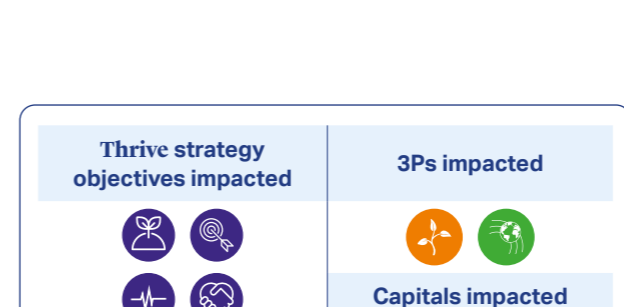 Thrive strategy
objectives impacted
3Ps impacted
Capitals impacted